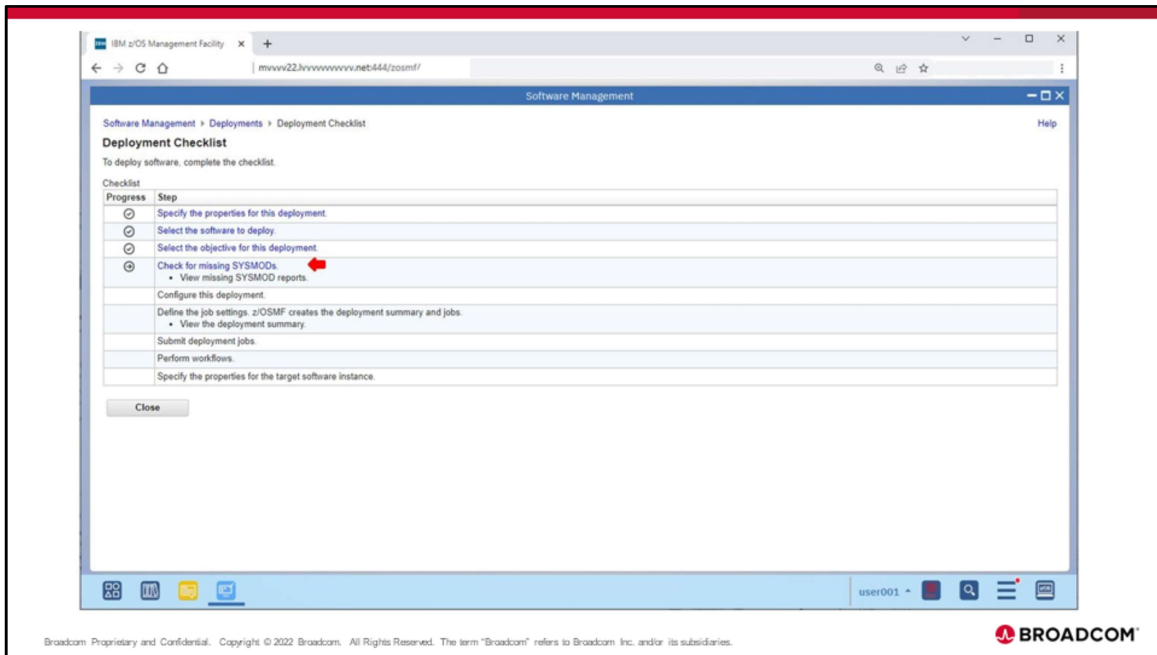 IBM z/OS Management Facility
mvvvv22.lvvvvvvvvvv.net:444/zosmf/
Software Management
Software Management ▸ Deployments ▸ Deployment Checklist
Help
Deployment Checklist
To deploy software, complete the checklist.
Checklist
Progress Step
Specify the properties for this deployment.
Select the software to deploy.
Select the objective for this deployment.
Check for missing SYSMODs.
• View missing SYSMOD reports.
Configure this deployment.
Define the job settings. z/OSMF creates the deployment summary and jobs.
• View the deployment summary.
Submit deployment jobs.
Perform workflows.
Specify the properties for the target software instance.
Close
user001
Broadcom Proprietary and Confidential. Copyright © 2022 Broadcom. All Rights Reserved. The term "Broadcom" refers to Broadcom Inc. and/or its subsidiaries.
BROADCOM